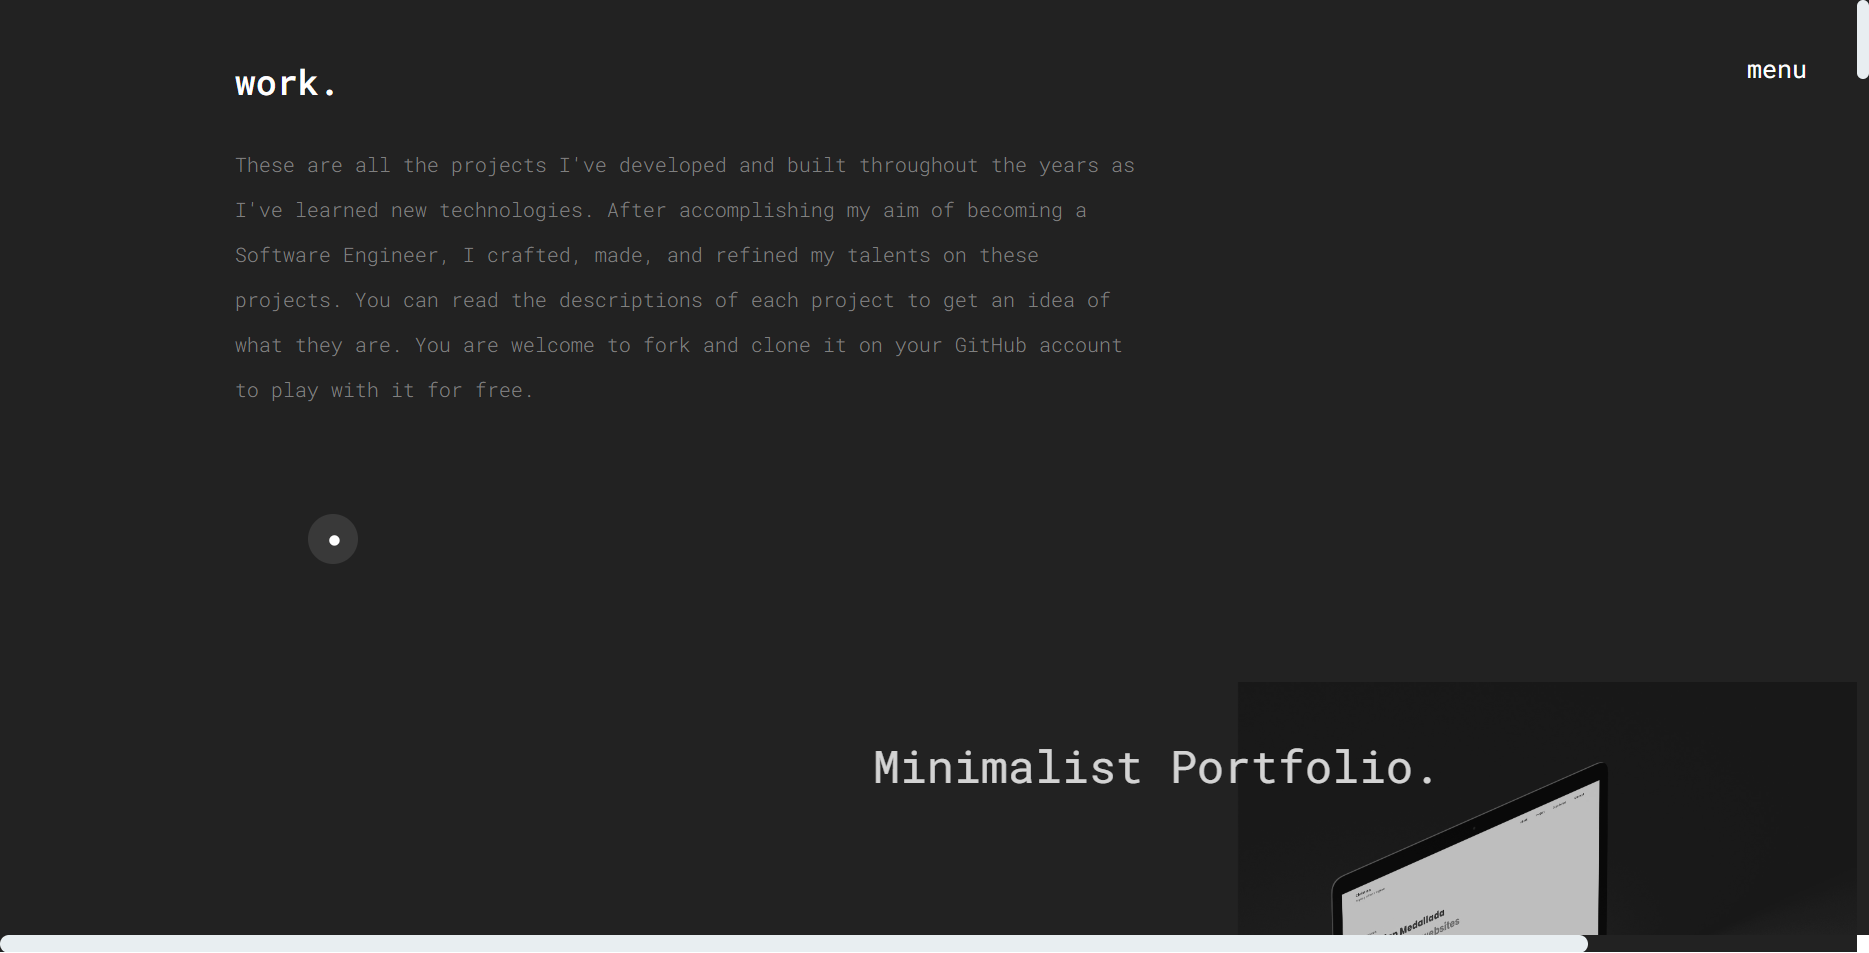 work.
menu
These are all the projects I've developed and built throughout the years as
I've learned new technologies. After accomplishing my aim of becoming a
Software Engineer, I crafted, made, and refined my talents on these
projects. You can read the descriptions of each project to get an idea of
what they are. You are welcome to fork and clone it on your GitHub account
to play with it for free.
Minimalist Portfolio.
Medallada